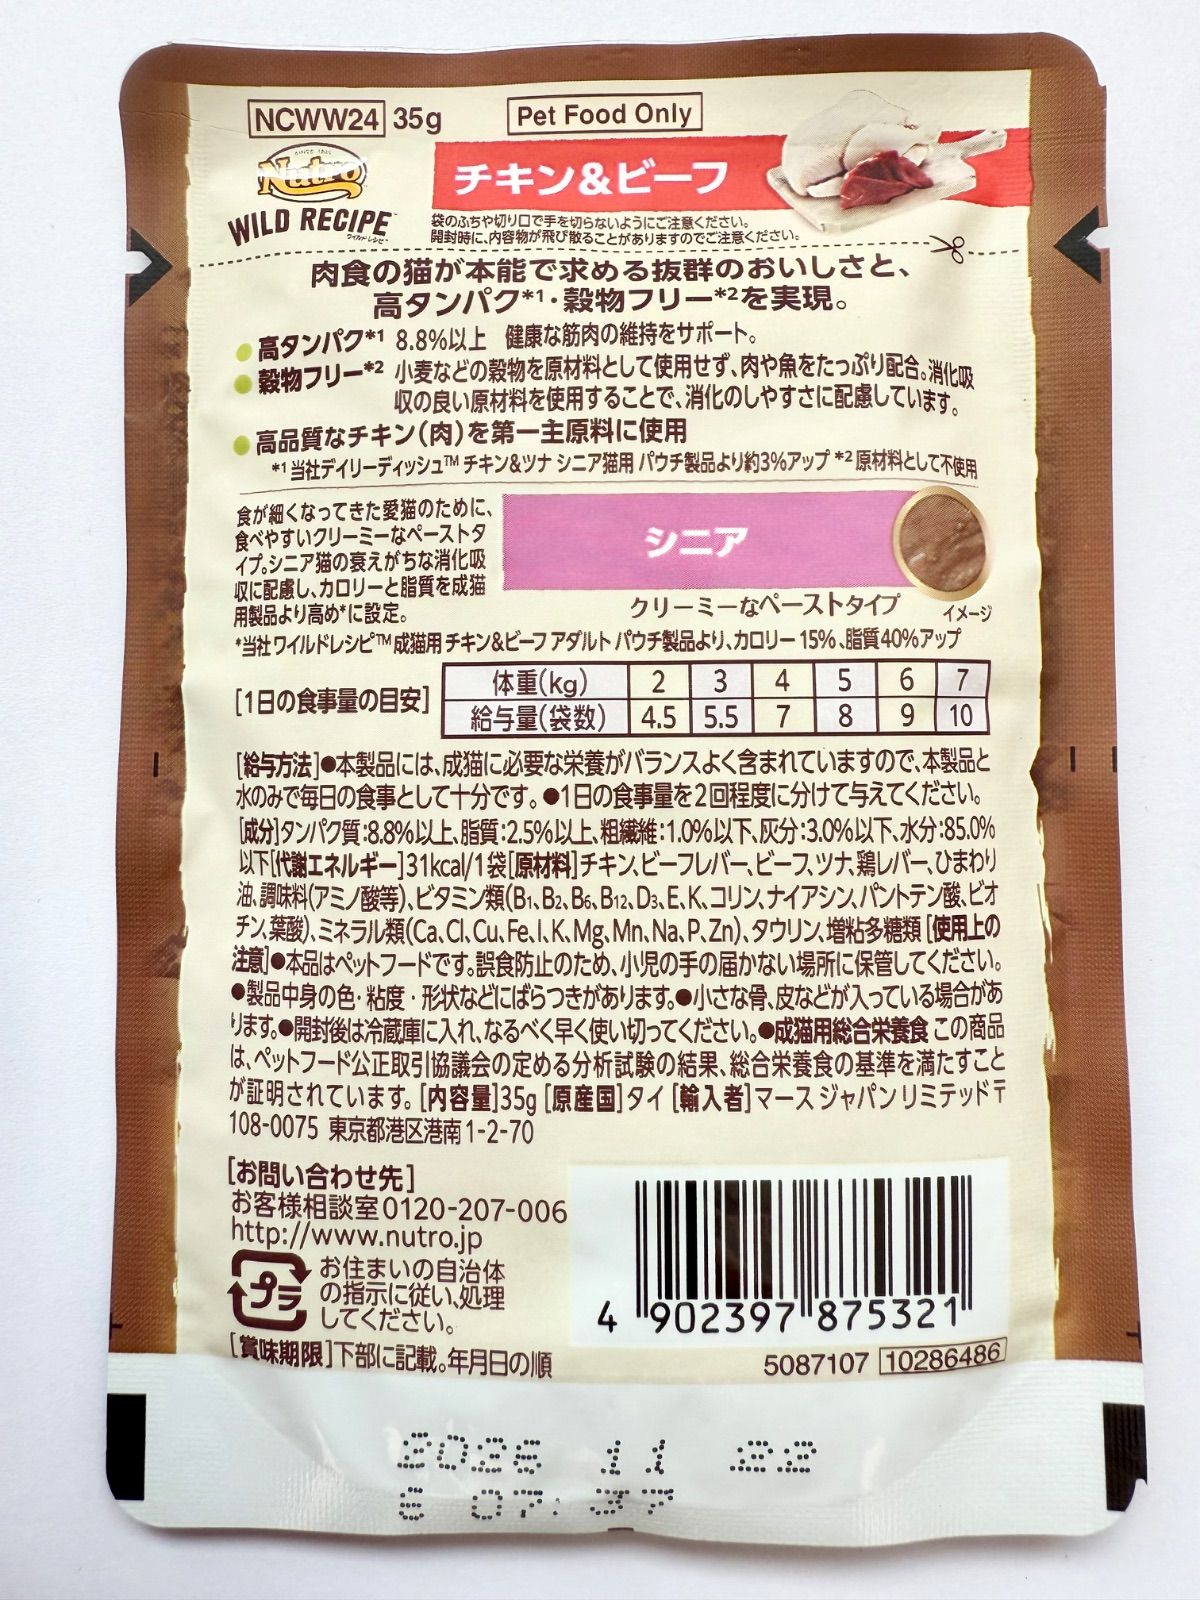 NCWW24 35g Pet Food Only
SINCE 1926
Nutro
WILD RECIPE™
ワイルド レシピ™
チキン&ビーフ
袋のふちや切り口で手を切らないようにご注意ください。
開封時に、内容物が飛び散ることがありますのでご注意ください。
肉食の猫が本能で求める抜群のおいしさと、
高タンパク*1・穀物フリー*2を実現。
●高タンパク*1 8.8%以上 健康な筋肉の維持をサポート。
●穀物フリー*2 小麦などの穀物を原材料として使用せず、肉や魚をたっぷり配合。消化吸
収の良い原材料を使用することで、消化のしやすさに配慮しています。
●高品質なチキン(肉)を第一主原料に使用
*1 当社デイリーディッシュ™ チキン&ツナ シニア猫用 パウチ製品より約3%アップ *2 原材料として不使用
食が細くなってきた愛猫のために、
食べやすいクリーミーなペーストタ
イプ。シニア猫の衰えがちな消化吸
収に配慮し、カロリーと脂質を成猫
用製品より高め*に設定。
シニア
クリーミーなペーストタイプ
イメージ
*当社 ワイルドレシピ™ 成猫用 チキン&ビーフ アダルト パウチ製品より、カロリー 15%、脂質40%アップ
[1日の食事量の目安]
体重(kg) 2 3 4 5 6 7
給与量(袋数) 4.5 5.5 7 8 9 10
[給与方法]●本製品には、成猫に必要な栄養がバランスよく含まれていますので、本製品と
水のみで毎日の食事として十分です。●1日の食事量を2回程度に分けて与えてください。
[成分]タンパク質:8.8%以上、脂質:2.5%以上、粗繊維:1.0%以下、灰分:3.0%以下、水分:85.0%
以下[代謝エネルギー]31kcal/1袋[原材料]チキン、ビーフレバー、ビーフ、ツナ、鶏レバー、ひまわり
油、調味料(アミノ酸等)、ビタミン類(B1、B2、B6、B12、D3、E、K、コリン、ナイアシン、パントテン酸、ビオ
チン、葉酸)、ミネラル類(Ca、Cl、Cu、Fe、I、K、Mg、Mn、Na、P、Zn)、タウリン、増粘多糖類 [使用上の
注意]●本品はペットフードです。誤食防止のため、小児の手の届かない場所に保管してください。
●製品中身の色・粘度・形状などにばらつきがあります。●小さな骨、皮などが入っている場合があ
ります。●開封後は冷蔵庫に入れ、なるべく早く使い切ってください。●成猫用総合栄養食 この商品
は、ペットフード公正取引協議会の定める分析試験の結果、総合栄養食の基準を満たすこと
が証明されています。[内容量]35g [原産国]タイ [輸入者]マース ジャパン リミテッド 〒
108-0075 東京都港区港南1-2-70
[お問い合わせ先]
お客様相談室 0120-207-006
http://www.nutro.jp
プラ
お住まいの自治体
の指示に従い、処理
してください。
[賞味期限]下部に記載。年月日の順
4 902397 875321
5087107 10286486
2026 11 22
E 07:37